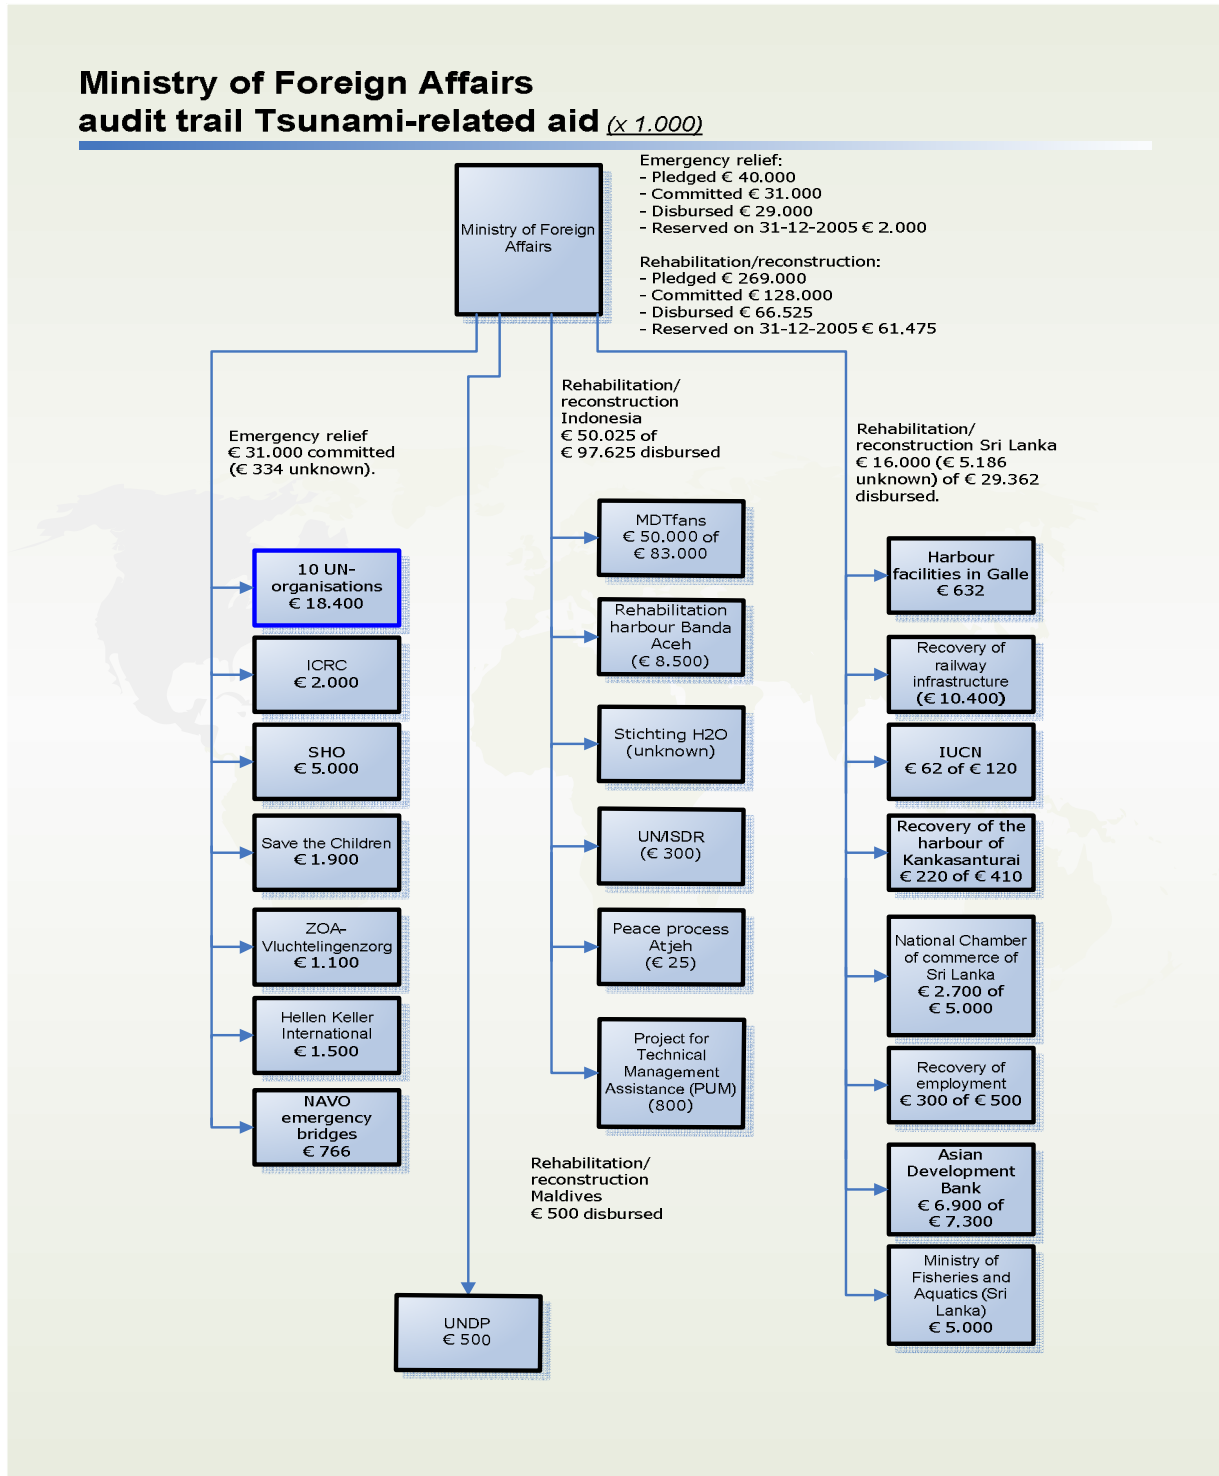 Ministry of Foreign Affairs
audit trail Tsunami-related aid (x 1.000)
Ministry of Foreign
Affairs
Emergency relief:
- Pledged € 40.000
- Committed € 31.000
- Disbursed € 29.000
- Reserved on 31-12-2005 € 2.000
Rehabilitation/reconstruction:
- Pledged € 269.000
- Committed € 128.000
- Disbursed € 66.525
- Reserved on 31-12-2005 € 61.475
Emergency relief
€ 31.000 committed
(€ 334 unknown).
10 UN-
organisations
€ 18.400
ICRC
€ 2.000
SHO
€ 5.000
Save the Children
€ 1.900
ZOA-
Vluchtelingenzorg
€ 1.100
Hellen Keller
International
€ 1.500
NAVO
emergency
bridges
€ 766
Rehabilitation/
reconstruction
Indonesia
€ 50.025 of
€ 97.625 disbursed
MDTfans
€ 50.000 of
€ 83.000
Rehabilitation
harbour Banda
Aceh
(€ 8.500)
Stichting H2O
(unknown)
UN/ISDR
(€ 300)
Peace process
Atjeh
(€ 25)
Project for
Technical
Management
Assistance (PUM)
(800)
Rehabilitation/
reconstruction
Maldives
€ 500 disbursed
UNDP
€ 500
Rehabilitation/
reconstruction Sri Lanka
€ 16.000 (€ 5.186
unknown) of € 29.362
disbursed.
Harbour
facilities in Galle
€ 632
Recovery of
railway
infrastructure
(€ 10.400)
IUCN
€ 62 of € 120
Recovery of the
harbour of
Kankasanturai
€ 220 of € 410
National Chamber
of commerce of
Sri Lanka
€ 2.700 of
€ 5.000
Recovery of
employment
€ 300 of € 500
Asian
Development
Bank
€ 6.900 of
€ 7.300
Ministry of
Fisheries and
Aquatics (Sri
Lanka)
€ 5.000